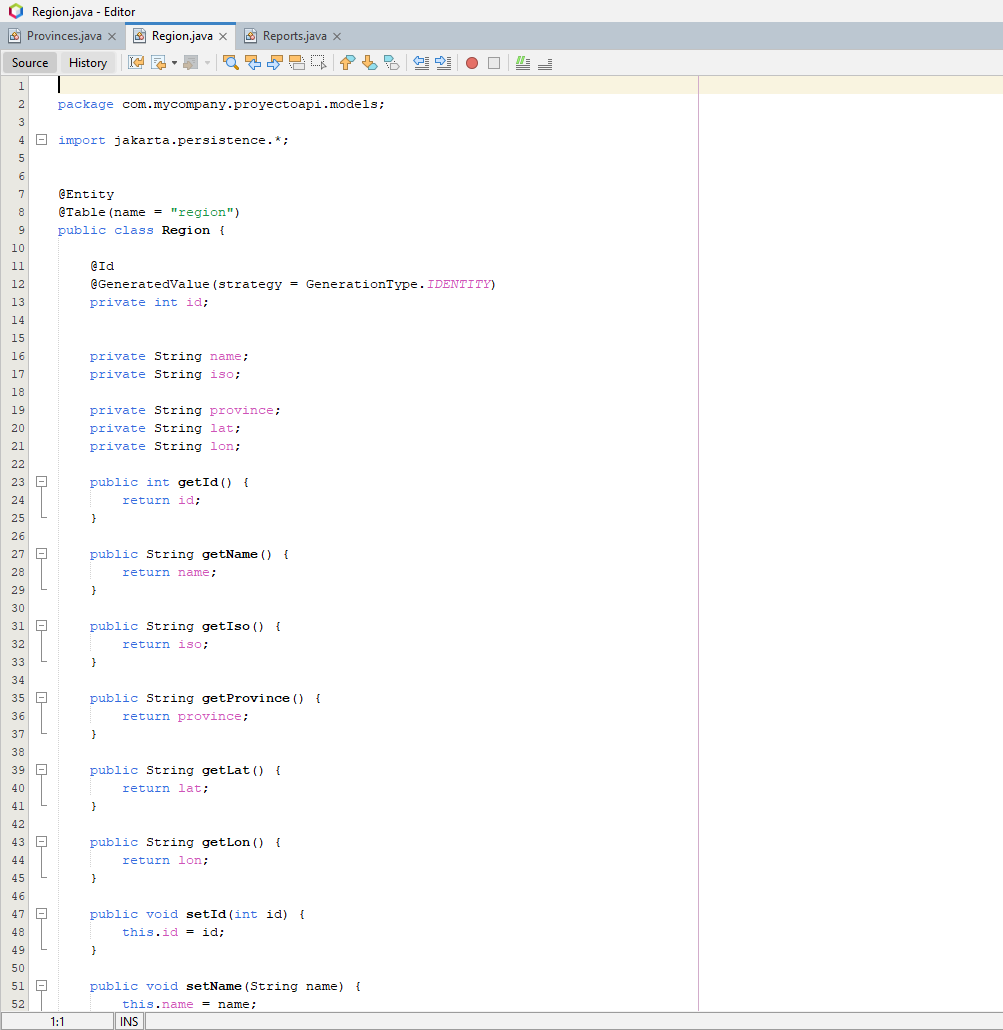 Region.java - Editor
Provinces.java Region.java Reports.java
Source History
1
2 package com.mycompany.proyectoapi.models;
3
4 import jakarta.persistence.*;
5
6
7 @Entity
8 @Table(name = "region")
9 public class Region {
10
11 @Id
12 @GeneratedValue(strategy = GenerationType.IDENTITY)
13 private int id;
14
15
16 private String name;
17 private String iso;
18
19 private String province;
20 private String lat;
21 private String lon;
22
23 public int getId() {
24 return id;
25 }
26
27 public String getName() {
28 return name;
29 }
30
31 public String getIso() {
32 return iso;
33 }
34
35 public String getProvince() {
36 return province;
37 }
38
39 public String getLat() {
40 return lat;
41 }
42
43 public String getLon() {
44 return lon;
45 }
46
47 public void setId(int id) {
48 this.id = id;
49 }
50
51 public void setName(String name) {
52 this.name = name;
1:1 INS